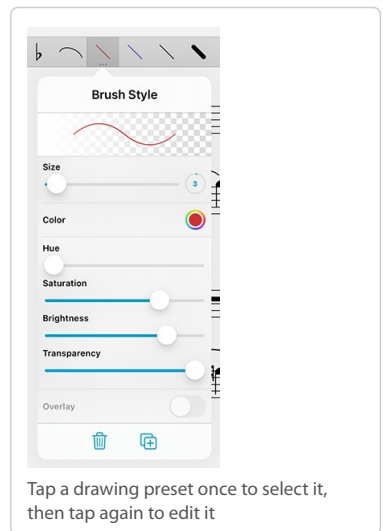 Brush Style
Size
3
Color
Hue
Saturation
Brightness
Transparency
Overlay
Tap a drawing preset once to select it,
then tap again to edit it